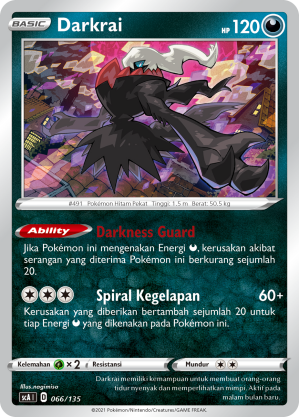 BASIC Darkrai HP 120
#491 Pokémon Hitam Pekat Tinggi: 1,5 m Berat: 50,5 kg
Ability Darkness Guard
Jika Pokémon ini mengenakan Energi , kerusakan akibat
serangan yang diterima Pokémon ini berkurang sejumlah
20.
Spiral Kegelapan 60+
Kerusakan yang diberikan bertambah sejumlah 20 untuk
tiap Energi yang dikenakan pada Pokémon ini.
Kelemahan ×2 Resistansi Mundur
Illus. nagimiso
Darkrai memiliki kemampuan untuk membuat orang-orang
tidur nyenyak dan memperlihatkan mimpi. Aktif pada
malam bulan baru.
sc1 I D 066/135
©2021 Pokémon/Nintendo/Creatures/GAME FREAK.